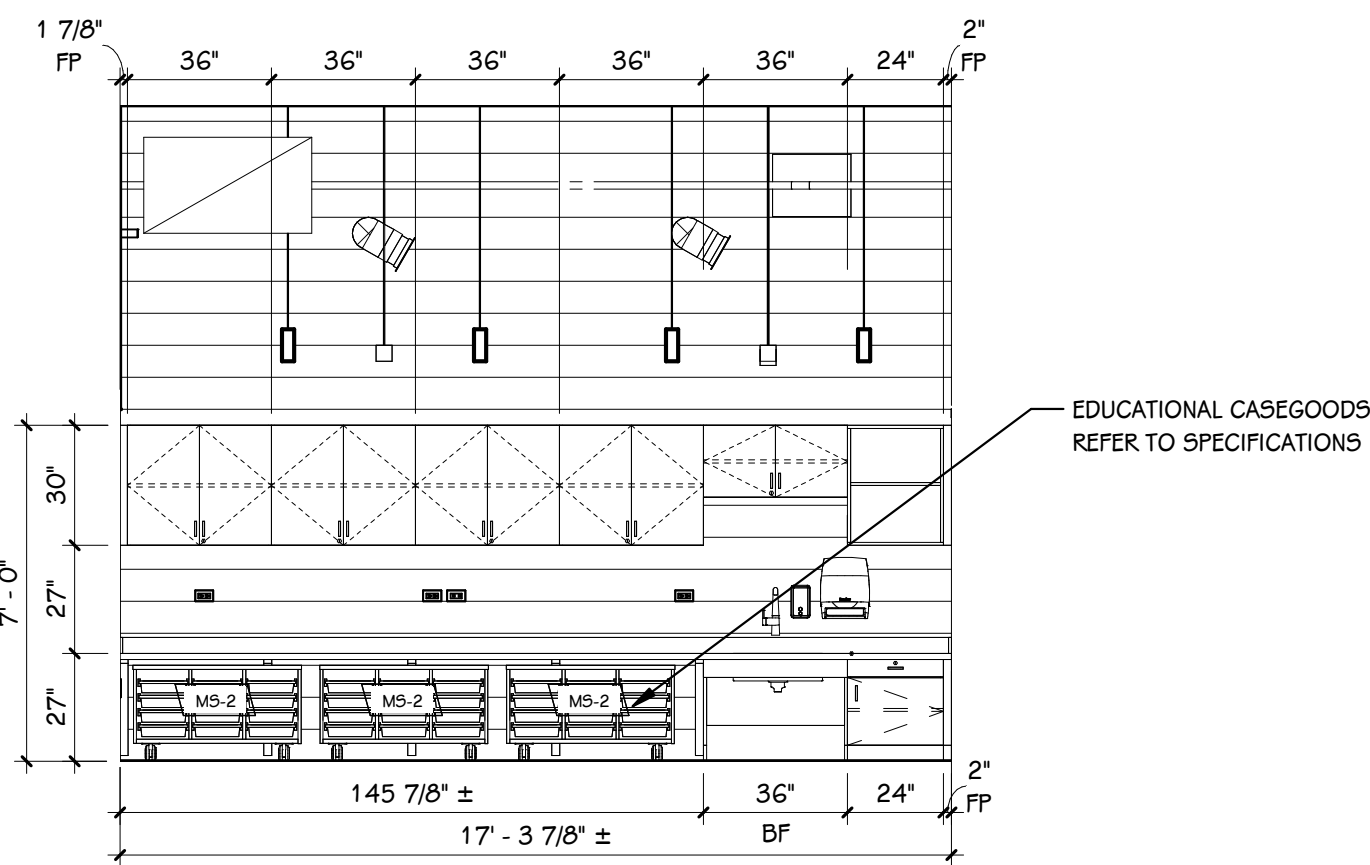 1 7/8"
FP
36"
36"
36"
36"
36"
24"
2"
FP
EDUCATIONAL CASEGOODS
REFER TO SPECIFICATIONS
30"
7' - 0"
27"
27"
MS-2
MS-2
MS-2
145 7/8" ±
36"
BF
24"
2"
FP
17' - 3 7/8" ±